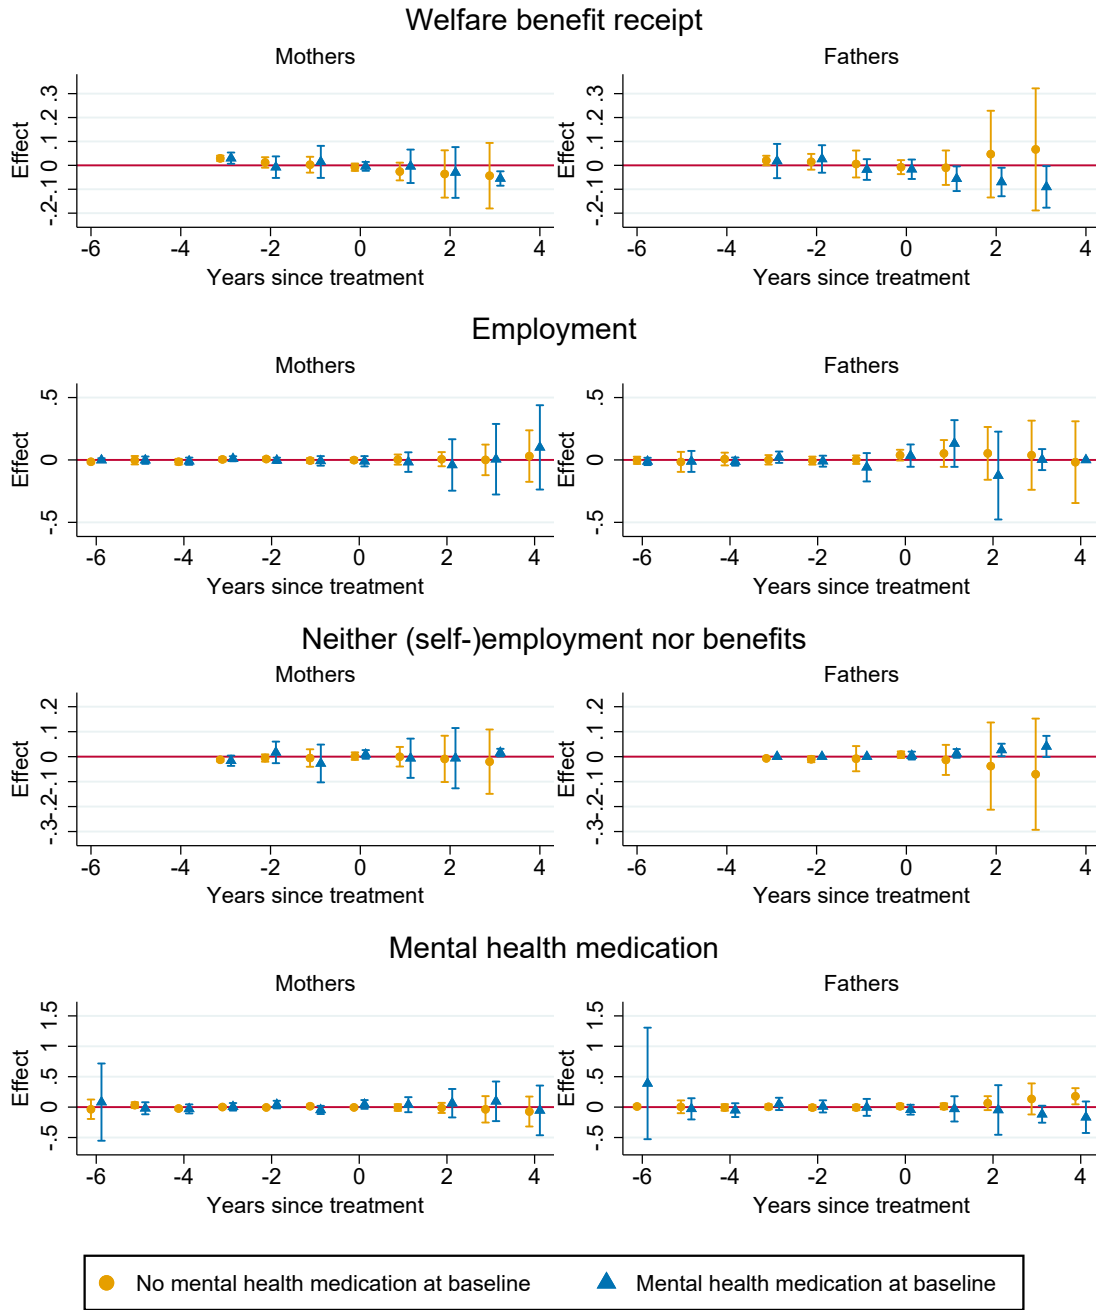 Welfare benefit receipt
Mothers
Effect
-.2 -.1 0 .1 .2 .3
-6 -4 -2 0 2 4
Years since treatment
Fathers
Effect
-.2 -.1 0 .1 .2 .3
-6 -4 -2 0 2 4
Years since treatment
Employment
Mothers
Effect
-.5 0 .5
-6 -4 -2 0 2 4
Years since treatment
Fathers
Effect
-.5 0 .5
-6 -4 -2 0 2 4
Years since treatment
Neither (self-)employment nor benefits
Mothers
Effect
-.3 -.2 -.1 0 .1 .2
-6 -4 -2 0 2 4
Years since treatment
Fathers
Effect
-.3 -.2 -.1 0 .1 .2
-6 -4 -2 0 2 4
Years since treatment
Mental health medication
Mothers
Effect
-.5 0 .5 1 1.5
-6 -4 -2 0 2 4
Years since treatment
Fathers
Effect
-.5 0 .5 1 1.5
-6 -4 -2 0 2 4
Years since treatment
No mental health medication at baseline
Mental health medication at baseline